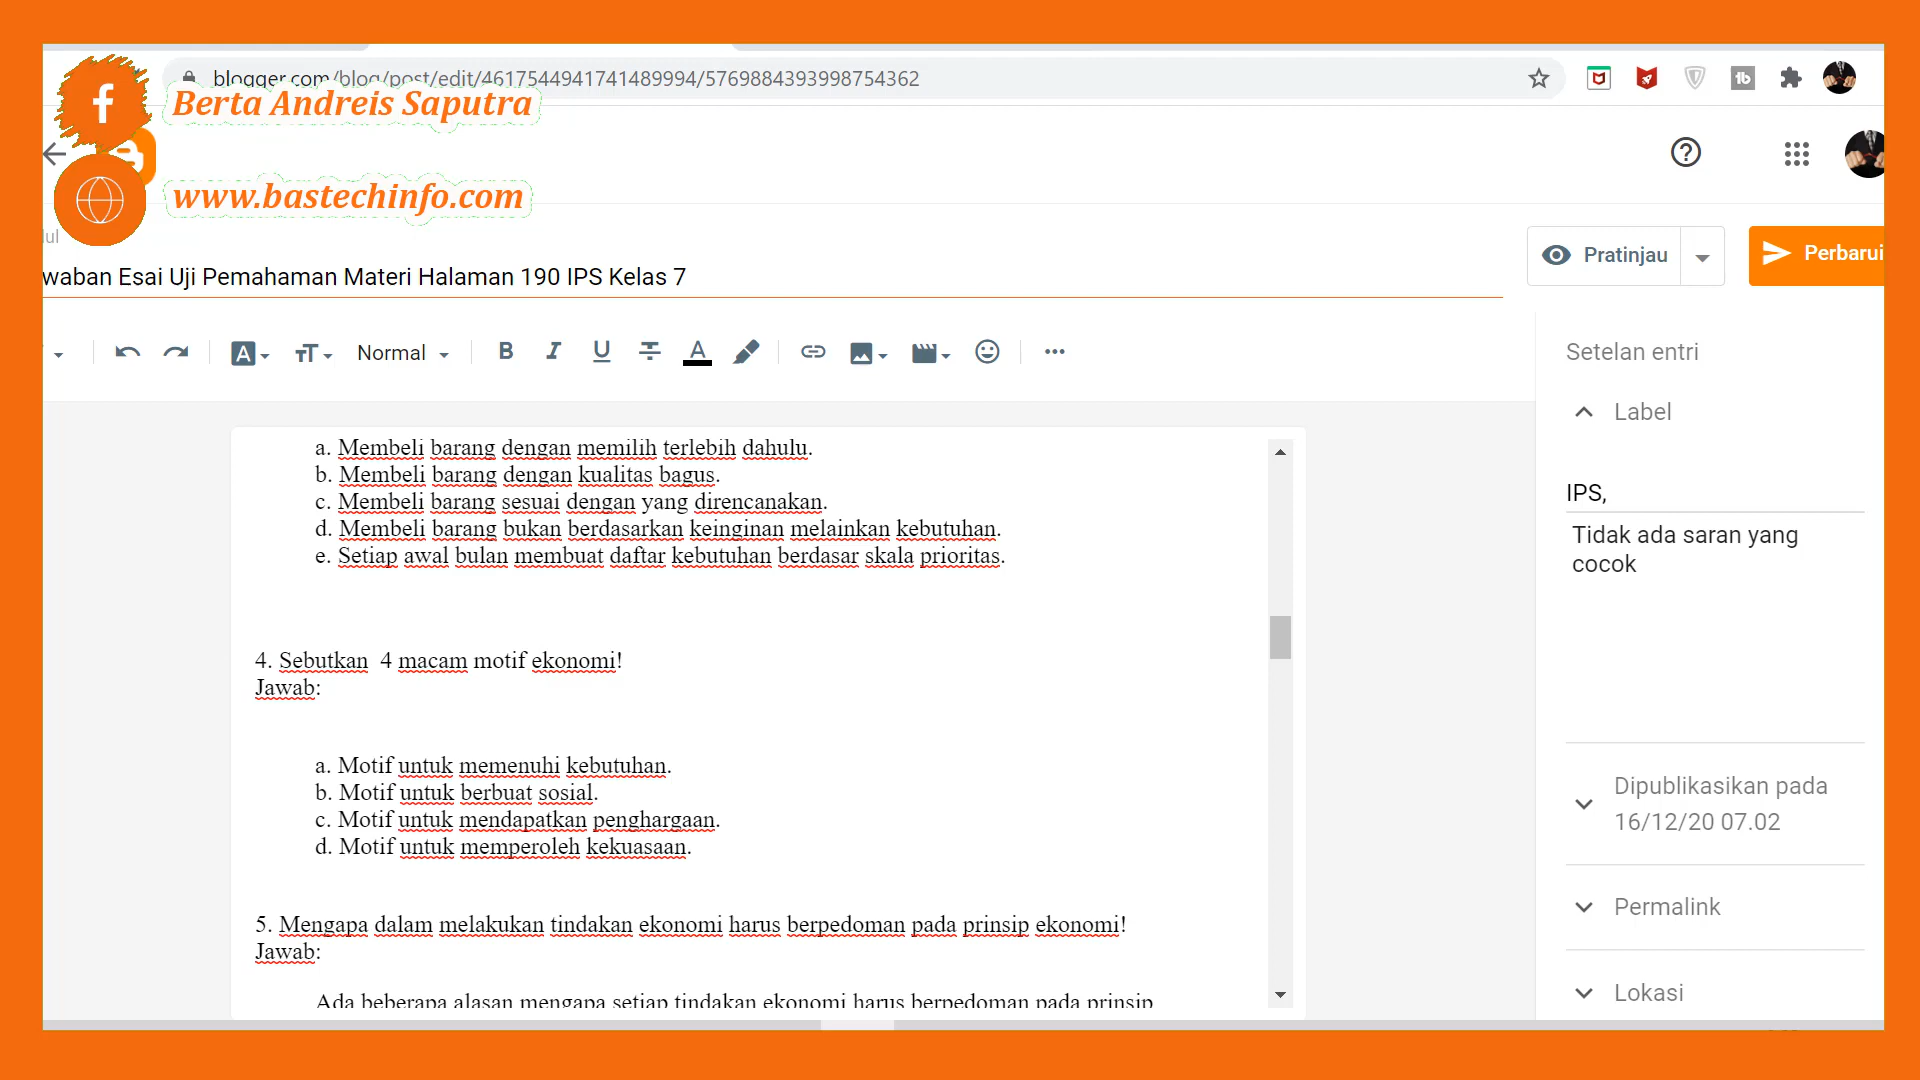 blogger.com/blog/post/edit/4617544941741489994/5769884393998754362
Berta Andreis Saputra
www.bastechinfo.com
waban Esai Uji Pemahaman Materi Halaman 190 IPS Kelas 7
Pratinjau
Perbarui
Normal
B I U A
Setelan entri
Label
IPS,
Tidak ada saran yang
cocok
Dipublikasikan pada
16/12/20 07.02
Permalink
Lokasi
a. Membeli barang dengan memilih terlebih dahulu.
b. Membeli barang dengan kualitas bagus.
c. Membeli barang sesuai dengan yang direncanakan.
d. Membeli barang bukan berdasarkan keinginan melainkan kebutuhan.
e. Setiap awal bulan membuat daftar kebutuhan berdasar skala prioritas.
4. Sebutkan  4 macam motif ekonomi!
Jawab:
a. Motif untuk memenuhi kebutuhan.
b. Motif untuk berbuat sosial.
c. Motif untuk mendapatkan penghargaan.
d. Motif untuk memperoleh kekuasaan.
5. Mengapa dalam melakukan tindakan ekonomi harus berpedoman pada prinsip ekonomi!
Jawab:
Ada beberapa alasan mengapa setiap tindakan ekonomi harus berpedoman pada prinsip